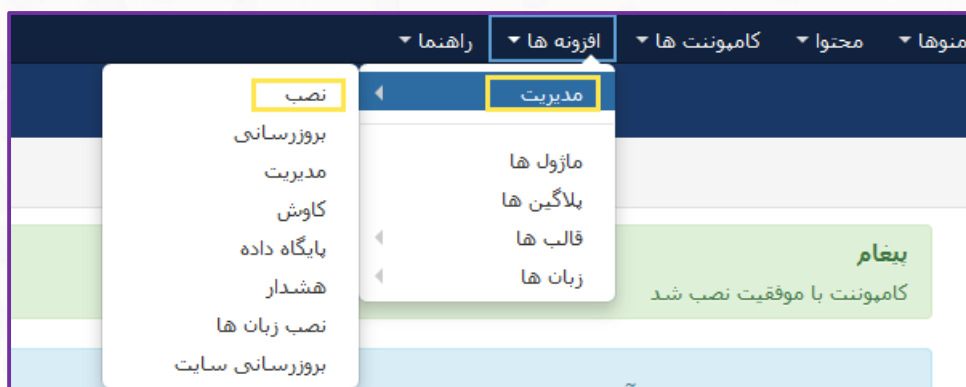 منوها
محتوا
کامپوننت ها
افزونه ها
راهنما
مدیریت
ماژول ها
پلاگین ها
قالب ها
زبان ها
نصب
بروزرسانی
مدیریت
کاوش
پایگاه داده
هشدار
نصب زبان ها
بروزرسانی سایت
پیغام
کامپوننت با موفقیت نصب شد